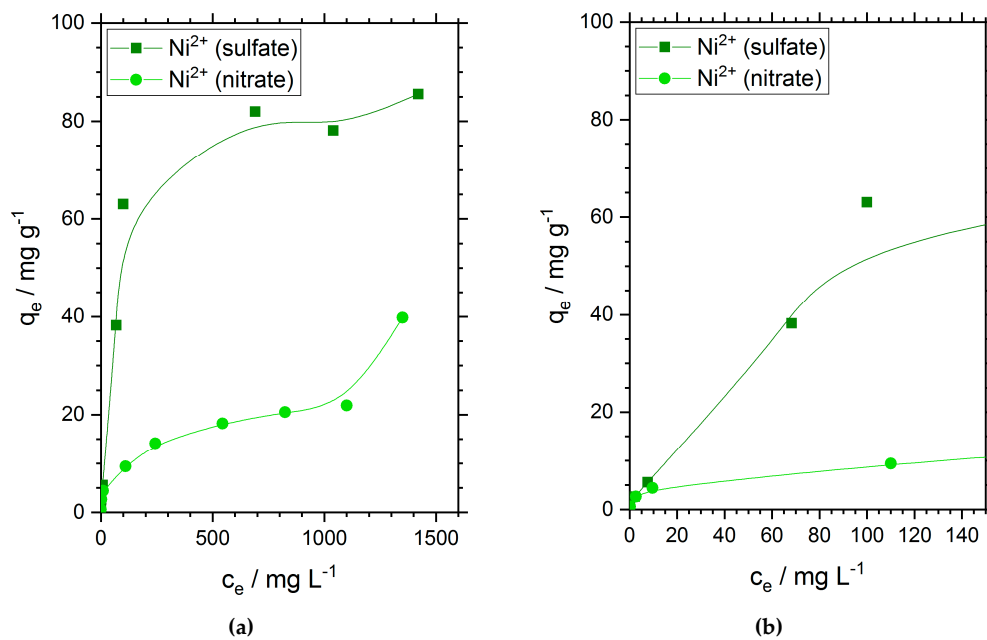 Ni²⁺ (sulfate)
Ni²⁺ (nitrate)
100
80
60
40
20
0
qₑ / mg g⁻¹
0
500
1000
1500
cₑ / mg L⁻¹
(a)
Ni²⁺ (sulfate)
Ni²⁺ (nitrate)
100
80
60
40
20
0
qₑ / mg g⁻¹
0
20
40
60
80
100
120
140
cₑ / mg L⁻¹
(b)